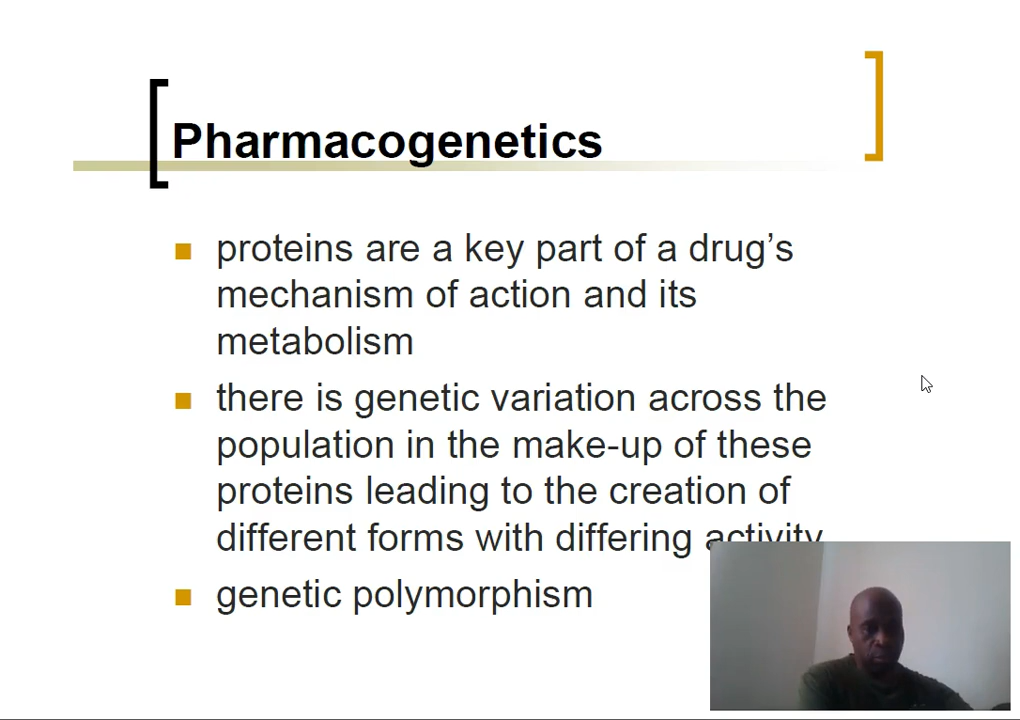 Pharmacogenetics
proteins are a key part of a drug’s
mechanism of action and its
metabolism
there is genetic variation across the
population in the make-up of these
proteins leading to the creation of
different forms with differing activity
genetic polymorphism